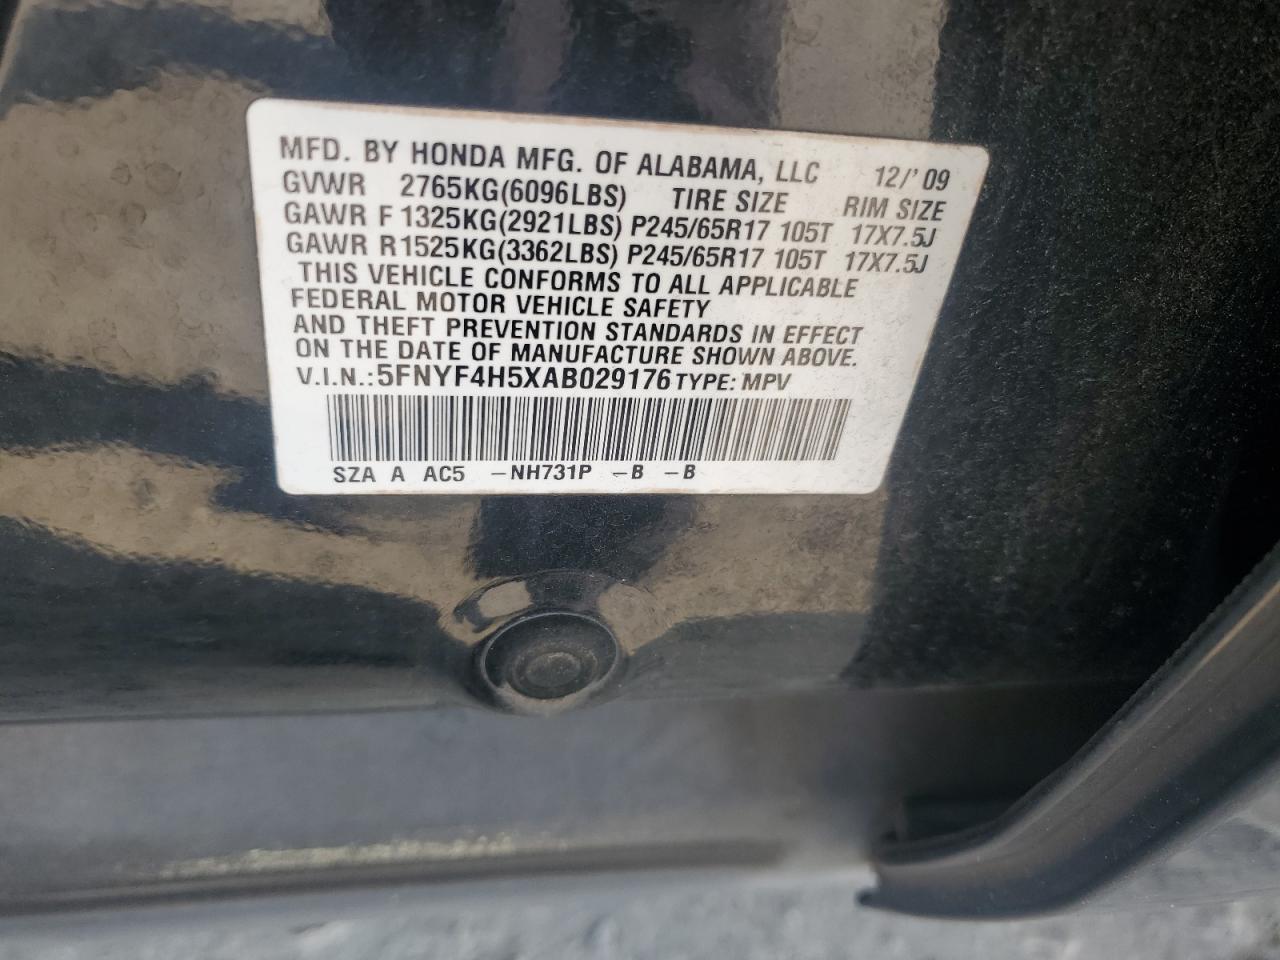 MFD. BY HONDA MFG. OF ALABAMA, LLC 12/'09
GVWR 2765KG(6096LBS) TIRE SIZE RIM SIZE
GAWR F 1325KG(2921LBS) P245/65R17 105T 17X7.5J
GAWR R1525KG(3362LBS) P245/65R17 105T 17X7.5J
THIS VEHICLE CONFORMS TO ALL APPLICABLE
FEDERAL MOTOR VEHICLE SAFETY
AND THEFT PREVENTION STANDARDS IN EFFECT
ON THE DATE OF MANUFACTURE SHOWN ABOVE.
V.I.N.:5FNYF4H5XAB029176 TYPE: MPV
SZA A AC5 -NH731P -B -B